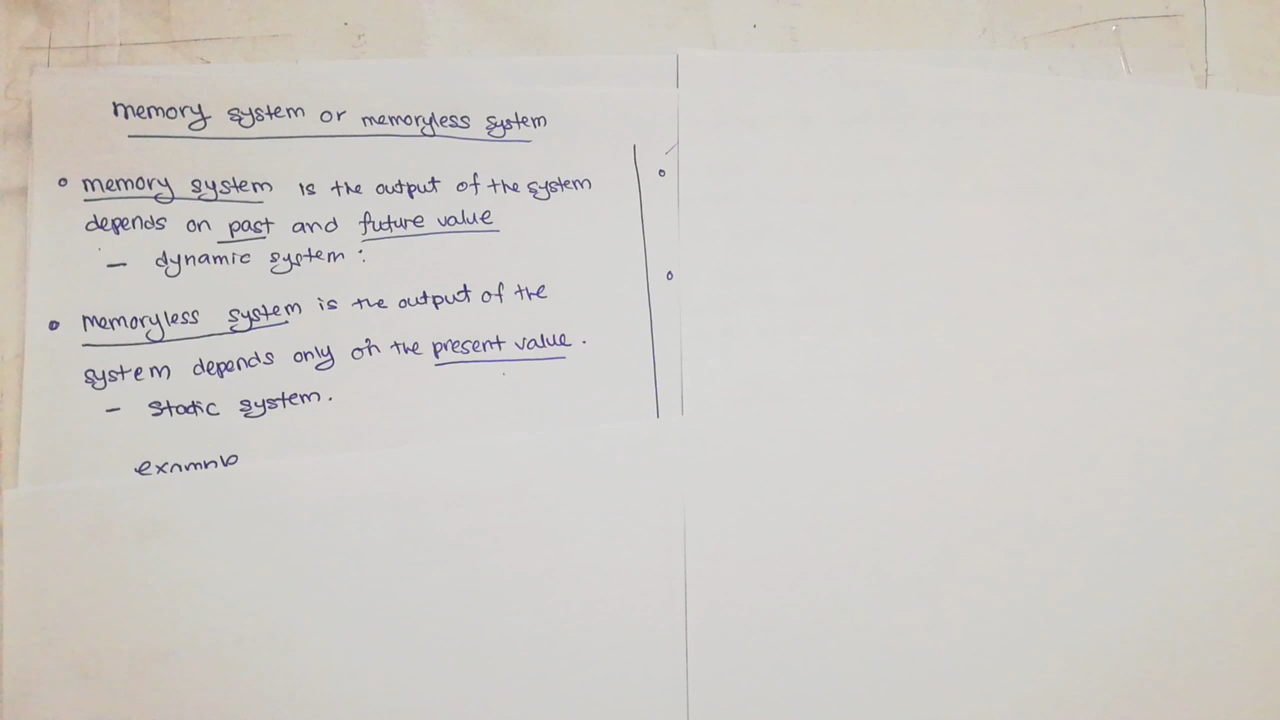 memory system or memoryless system
• memory system is the output of the system
depends on past and future value
- dynamic system :
• memoryless system is the output of the
system depends only on the present value.
- static system.